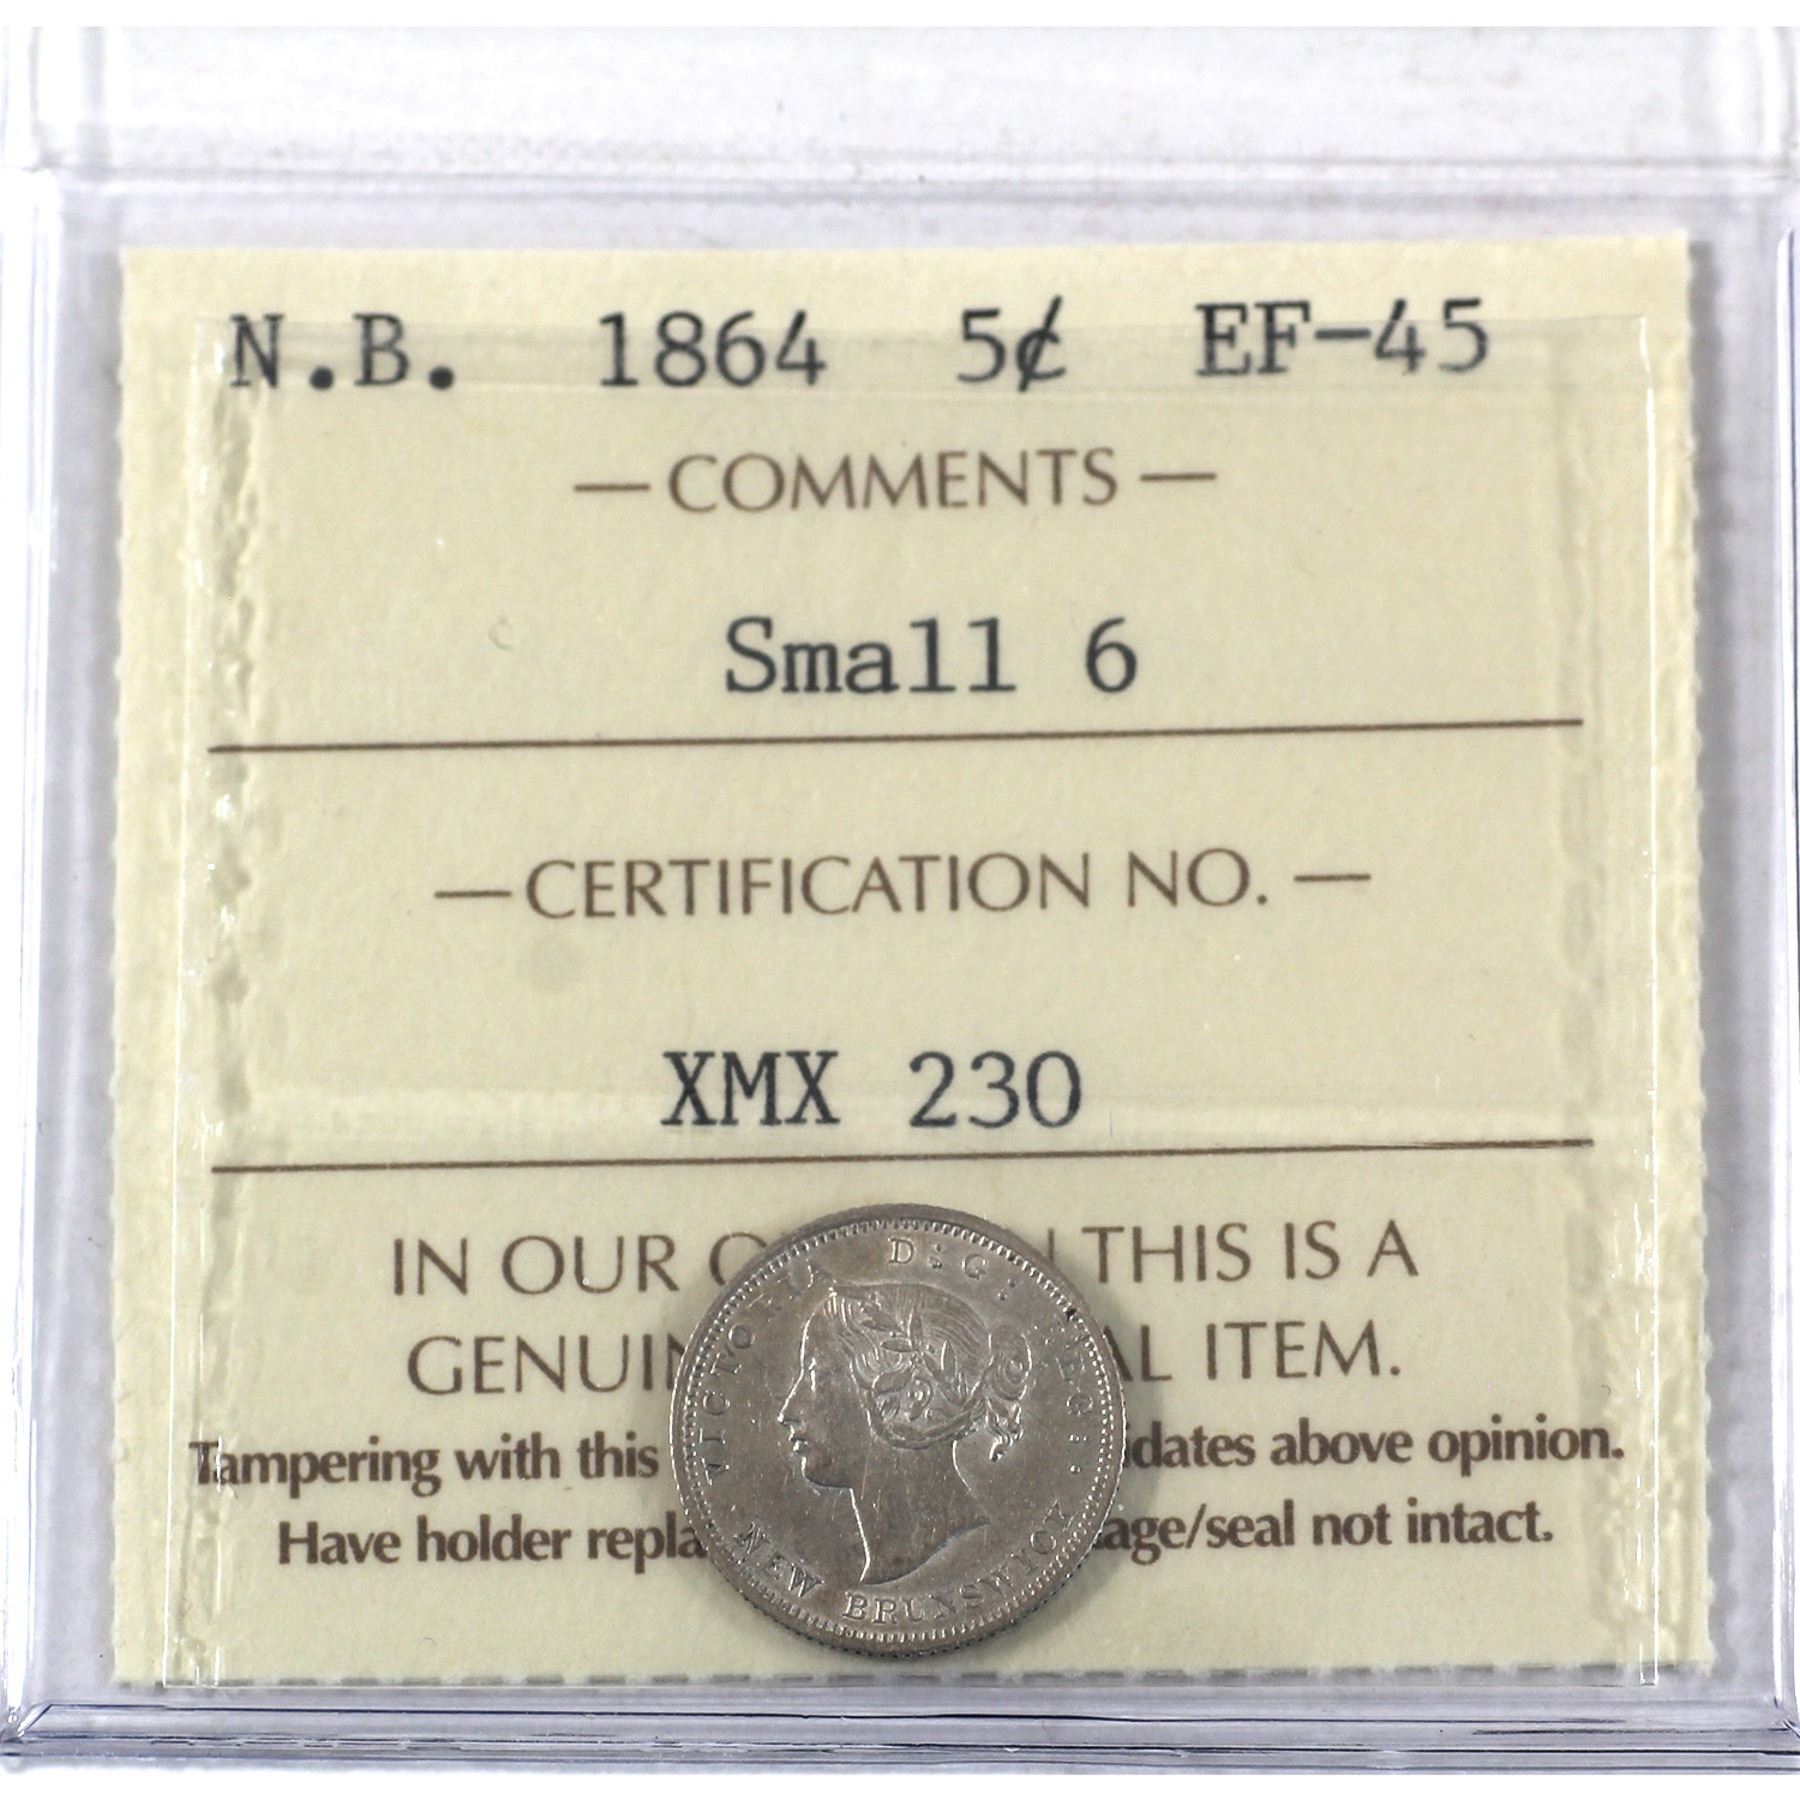 N.B. 1864 5¢ EF-45
— COMMENTS —
Small 6
— CERTIFICATION NO. —
XMX 230
IN OUR O N THIS IS A
GENUIN AL ITEM.
Tampering with this dates above opinion.
Have holder repla age/seal not intact.
VICTORIA D:G: REG:
NEW BRUNSWICK